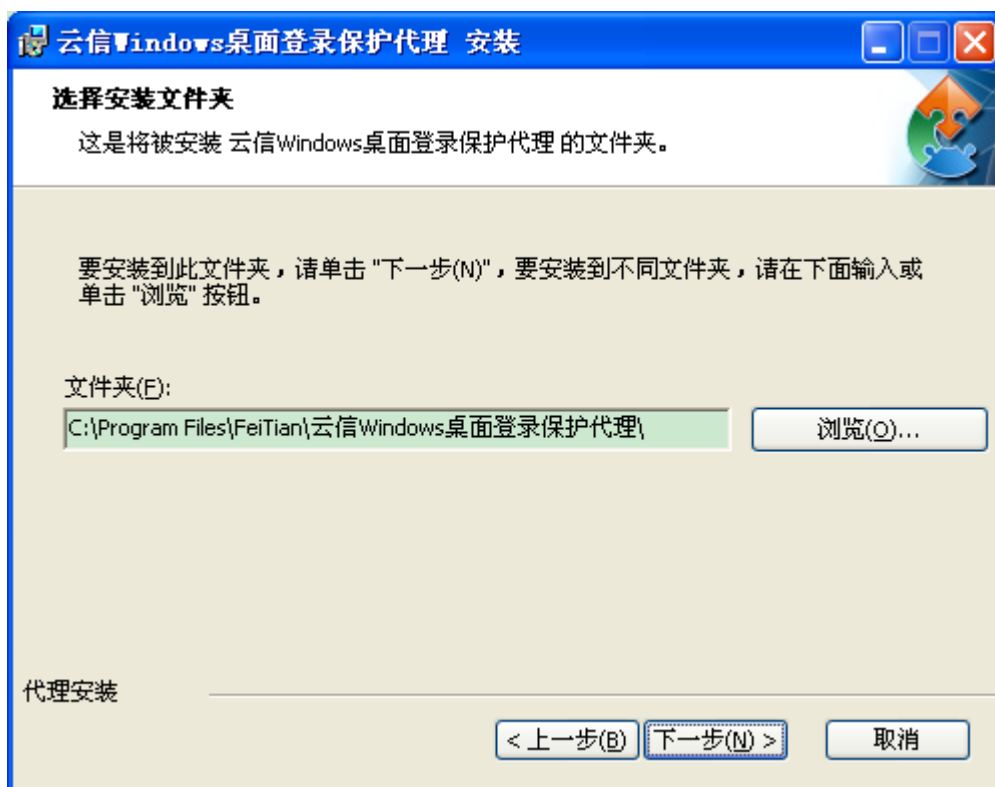 云信Windows桌面登录保护代理 安装
选择安装文件夹
这是将被安装 云信Windows桌面登录保护代理 的文件夹。
要安装到此文件夹，请单击 "下一步(N)"，要安装到不同文件夹，请在下面输入或
单击 "浏览" 按钮。
文件夹(F):
C:\Program Files\FeiTian\云信Windows桌面登录保护代理\
浏览(O)...
代理安装
< 上一步(B)
下一步(N) >
取消